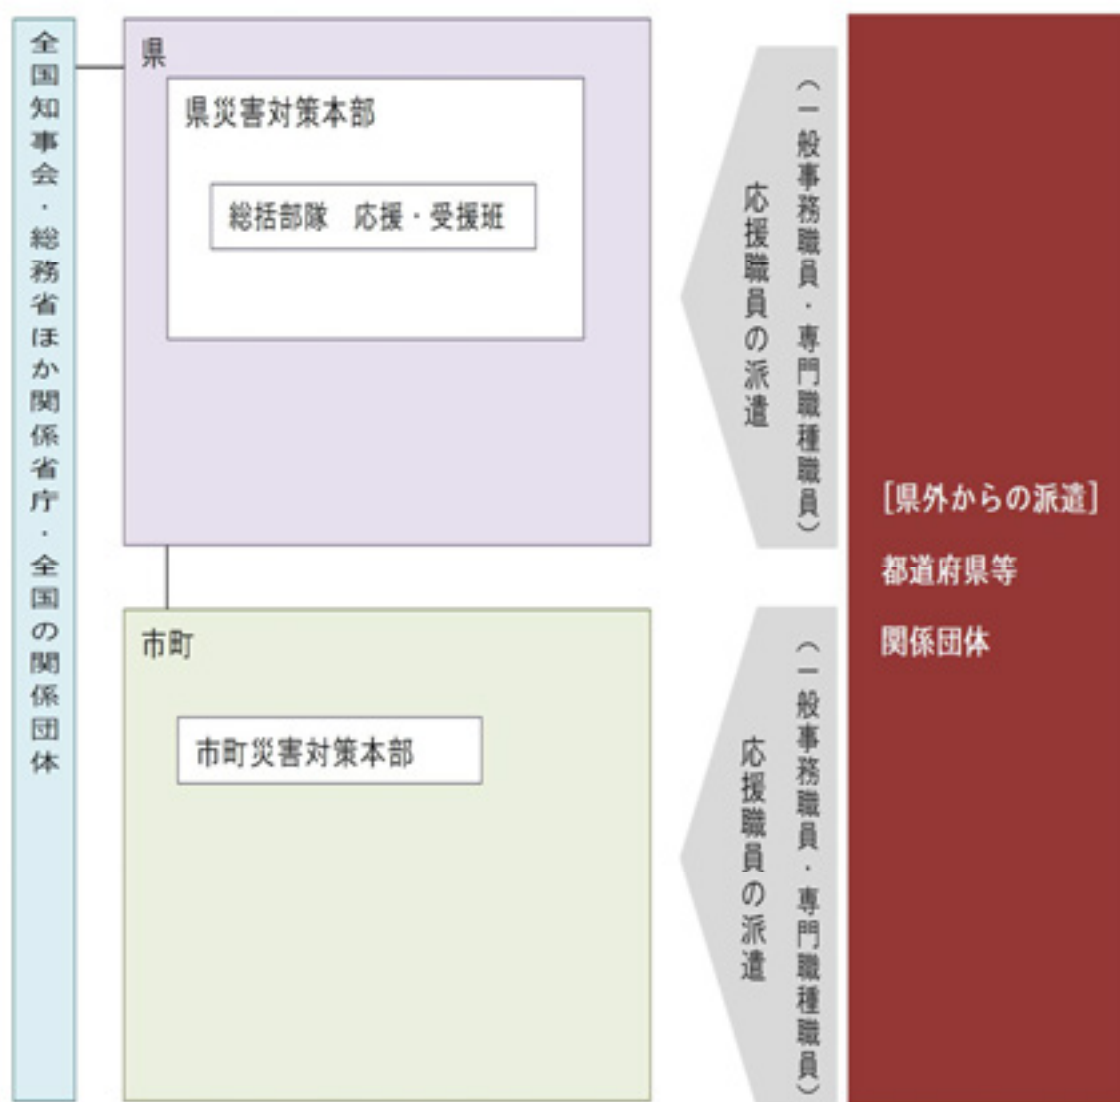 全国知事会・総務省ほか関係省庁・全国の関係団体
県
県災害対策本部
総括部隊　応援・受援班
（一般事務職員・専門職種職員）
応援職員の派遣
市町
市町災害対策本部
（一般事務職員・専門職種職員）
応援職員の派遣
[県外からの派遣]
都道府県等
関係団体